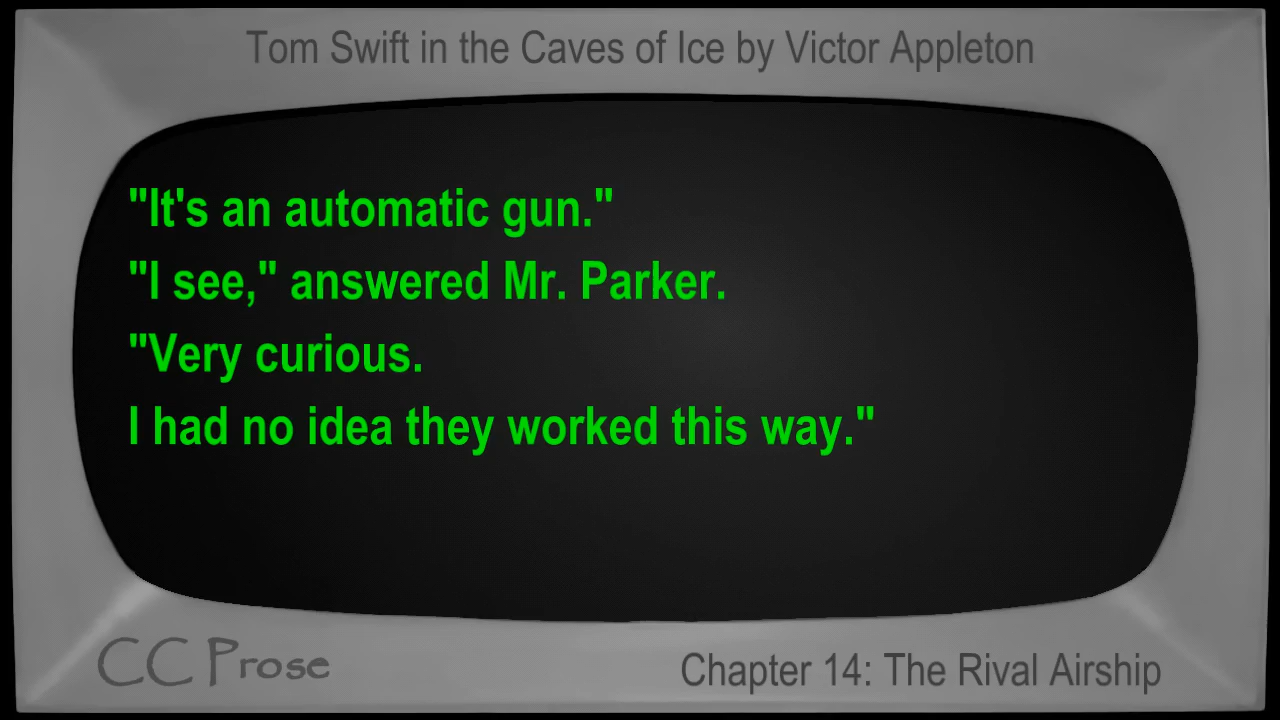 Tom Swift in the Caves of Ice by Victor Appleton
"It's an automatic gun."
"I see," answered Mr. Parker.
"Very curious.
I had no idea they worked this way."
CC Prose
Chapter 14: The Rival Airship